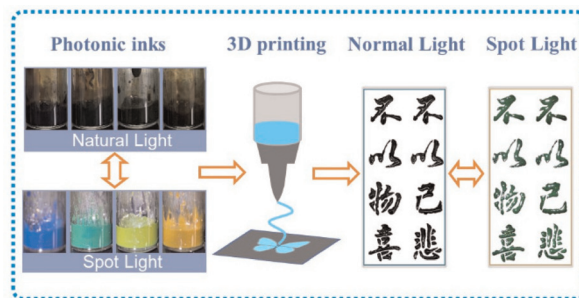 Photonic inks
Natural Light
Spot Light
3D printing
Normal Light
不以物喜
不以己悲
Spot Light
不以物喜
不以己悲